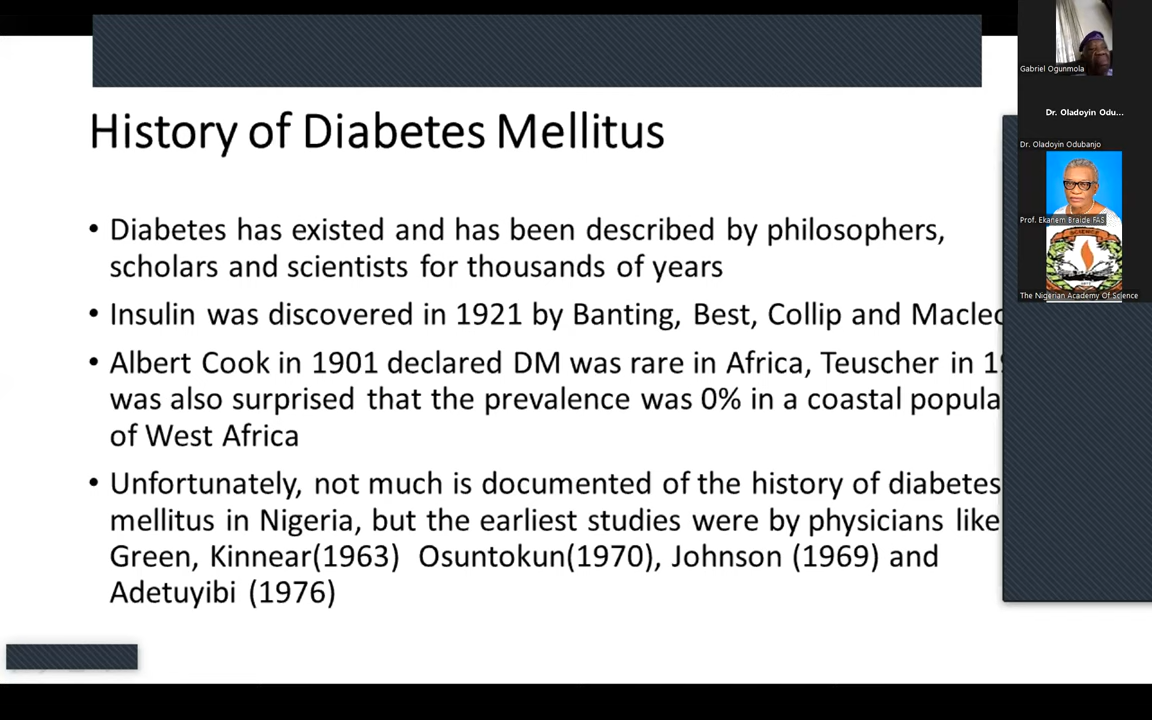 History of Diabetes Mellitus
• Diabetes has existed and has been described by philosophers,
scholars and scientists for thousands of years
• Insulin was discovered in 1921 by Banting, Best, Collip and Macleo
• Albert Cook in 1901 declared DM was rare in Africa, Teuscher in 19
was also surprised that the prevalence was 0% in a coastal popula
of West Africa
• Unfortunately, not much is documented of the history of diabetes
mellitus in Nigeria, but the earliest studies were by physicians like
Green, Kinnear(1963) Osuntokun(1970), Johnson (1969) and
Adetuyibi (1976)
Gabriel Ogunmola
Dr. Oladoyin Odu...
Dr. Oladoyin Odubanjo
Prof. Ekanem Braide FAS
The Nigerian Academy Of Science